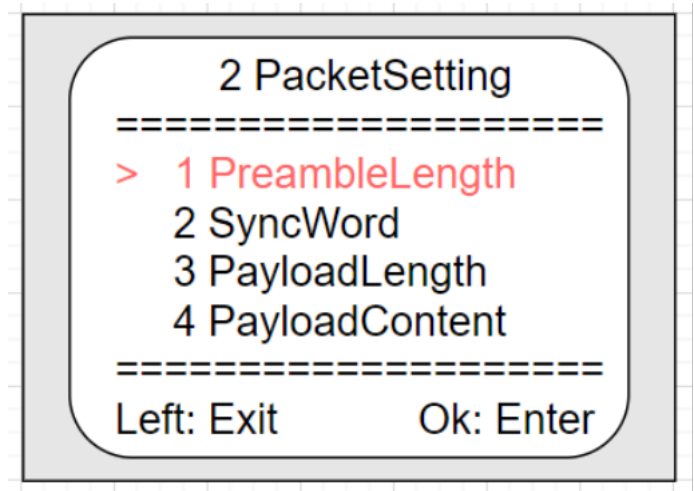 2 PacketSetting
====================
> 1 PreambleLength
2 SyncWord
3 PayloadLength
4 PayloadContent
====================
Left: Exit Ok: Enter